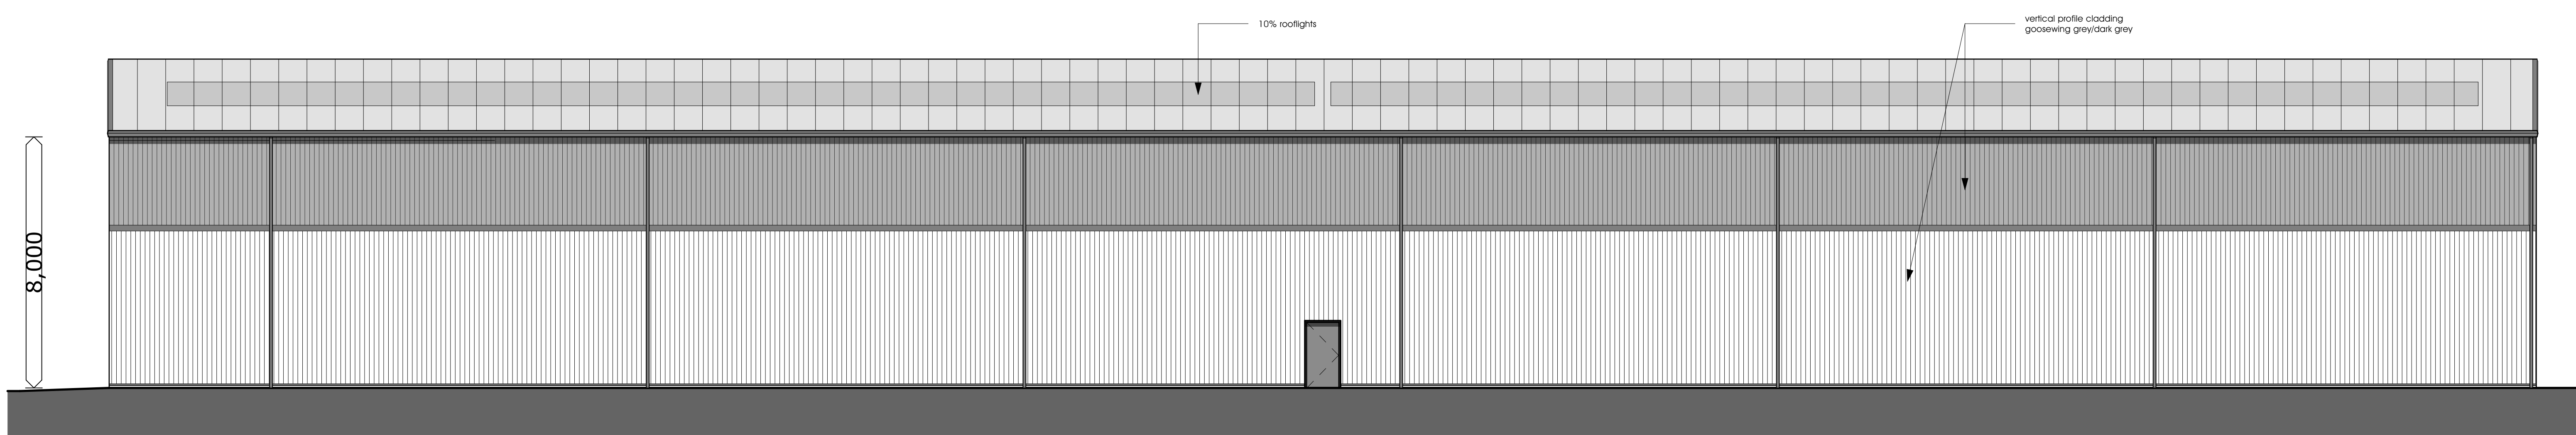 10% rooflights
vertical profile cladding
goosewing grey/dark grey
8,000